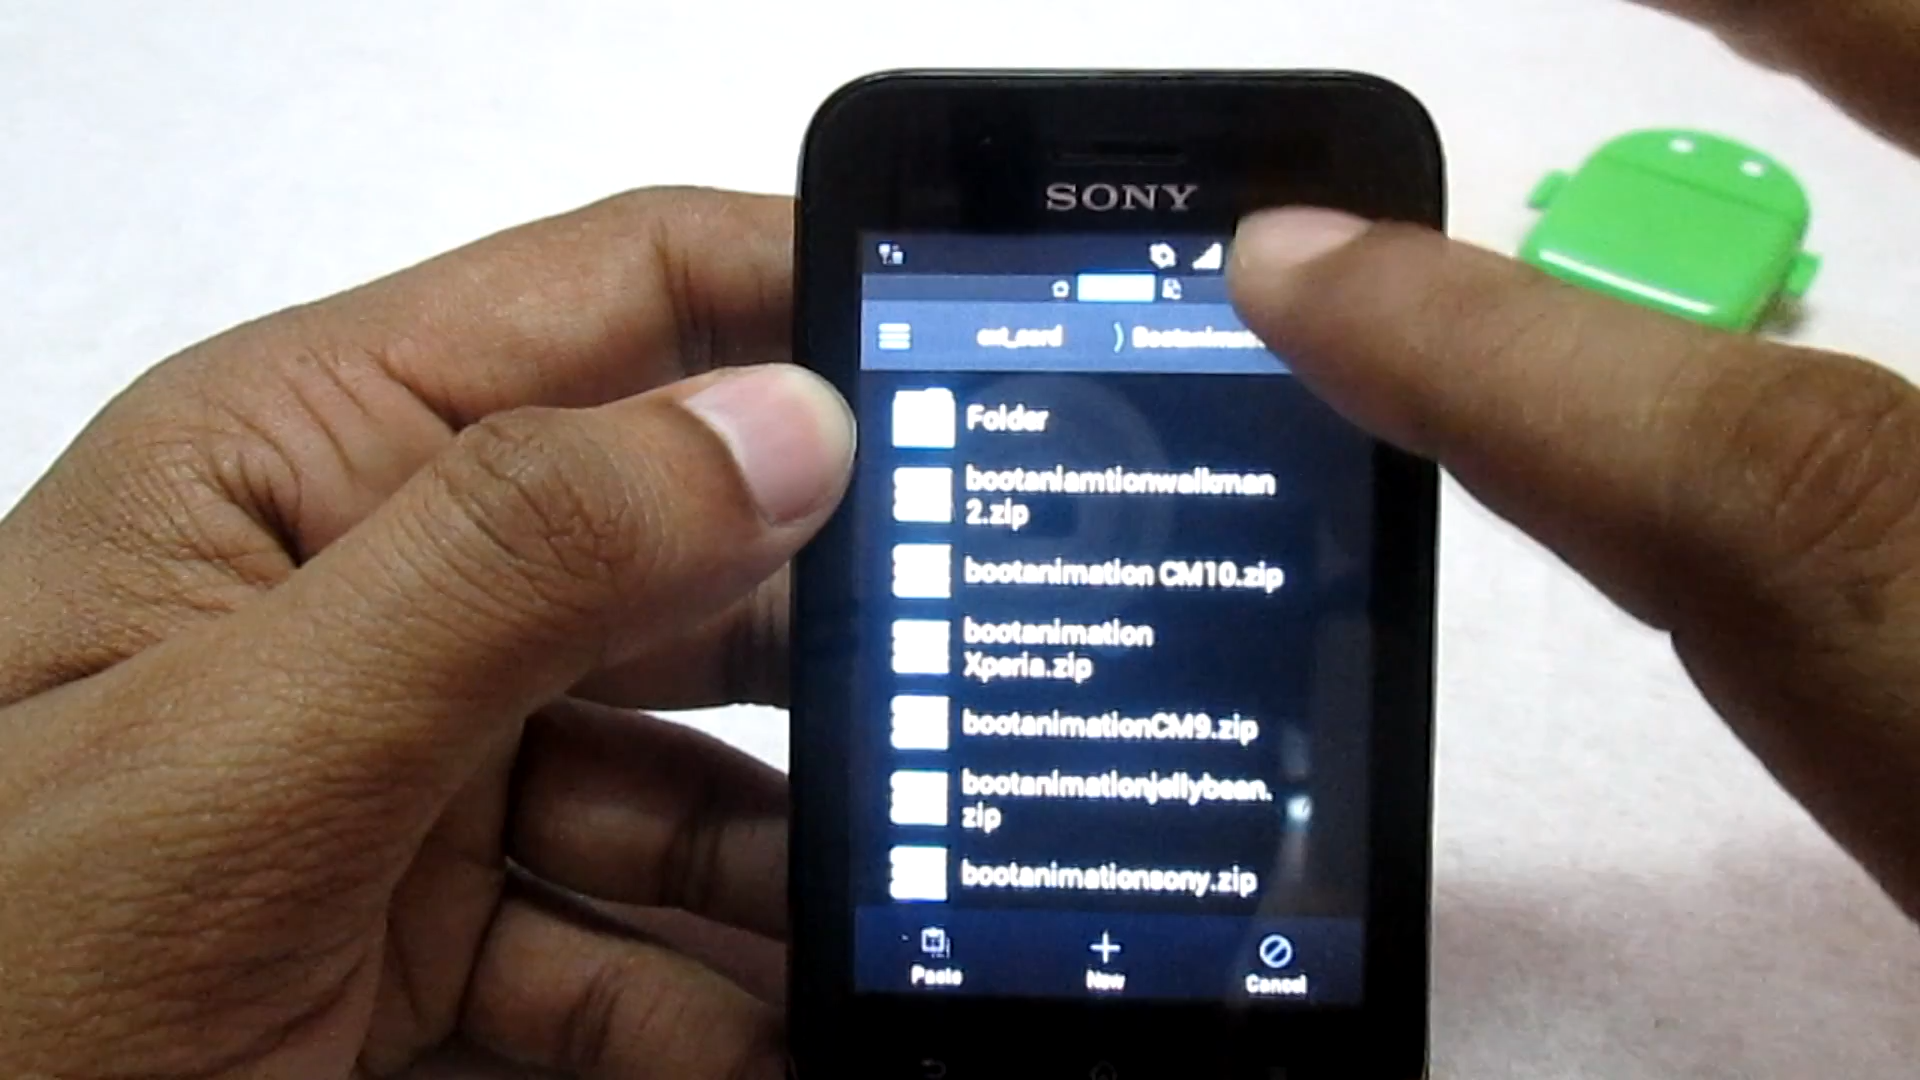 SONY
ext_card
Bootanimat
Folder
bootaniamtionwalkman
2.zip
bootanimation CM10.zip
bootanimation
Xperia.zip
bootanimationCM9.zip
bootanimationjellybean.
zip
bootanimationsony.zip
Paste New Cancel